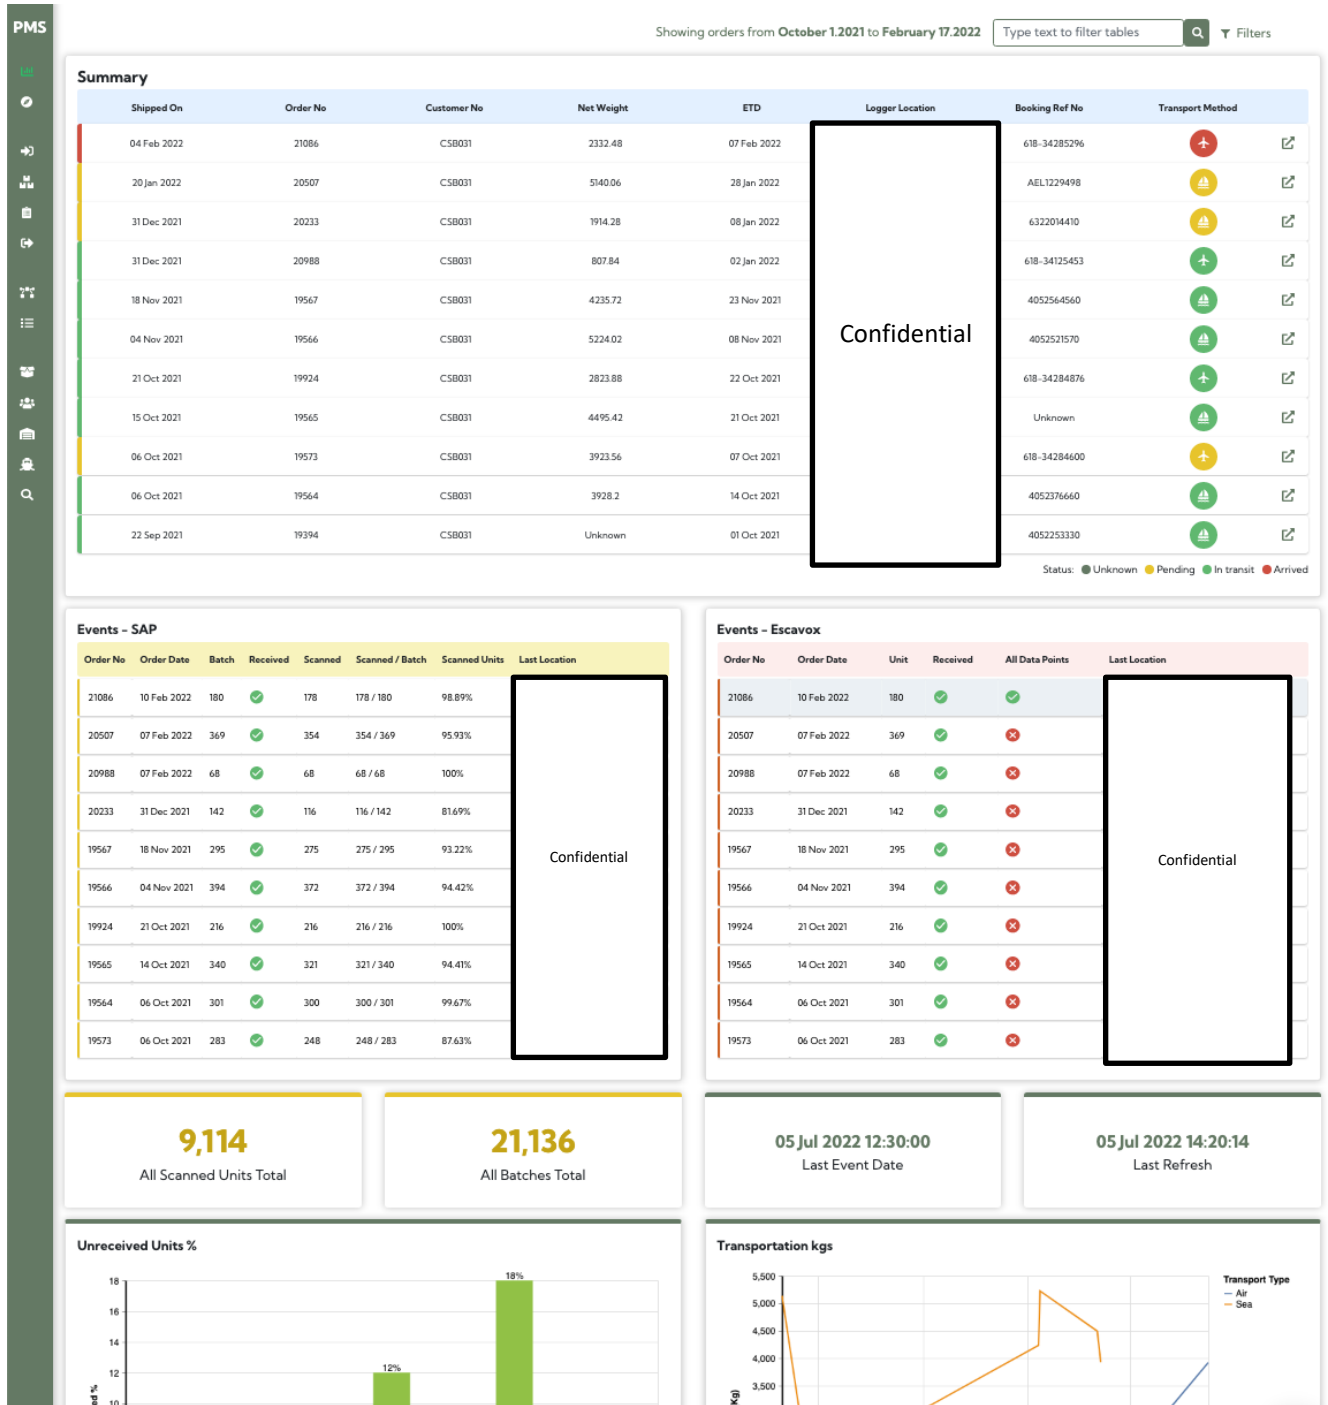 PMS
Showing orders from October 1.2021 to February 17.2022 Type text to filter tables Filters
Summary
Shipped On Order No Customer No Net Weight ETD Logger Location Booking Ref No Transport Method
04 Feb 2022 21086 CSB031 2332.48 07 Feb 2022 618-34285296
20 Jan 2022 20507 CSB031 5140.06 28 Jan 2022 AEL1229498
31 Dec 2021 20233 CSB031 1914.28 08 Jan 2022 6322014410
31 Dec 2021 20988 CSB031 807.84 02 Jan 2022 618-34125453
18 Nov 2021 19567 CSB031 4235.72 23 Nov 2021 4052564560
Confidential
04 Nov 2021 19566 CSB031 5224.02 08 Nov 2021 4052521570
21 Oct 2021 19924 CSB031 2823.88 22 Oct 2021 618-34284876
15 Oct 2021 19565 CSB031 4495.42 21 Oct 2021 Unknown
06 Oct 2021 19573 CSB031 3923.56 07 Oct 2021 618-34284600
06 Oct 2021 19564 CSB031 3928.2 14 Oct 2021 4052376660
22 Sep 2021 19394 CSB031 Unknown 01 Oct 2021 4052253330
Status: Unknown Pending In transit Arrived
Events - SAP
Order No Order Date Batch Received Scanned Scanned / Batch Scanned Units Last Location
21086 10 Feb 2022 180 178 178 / 180 98.89%
20507 07 Feb 2022 369 354 354 / 369 95.93%
20988 07 Feb 2022 68 68 68 / 68 100%
20233 31 Dec 2021 142 116 116 / 142 81.69%
19567 18 Nov 2021 295 275 275 / 295 93.22%
Confidential
19566 04 Nov 2021 394 372 372 / 394 94.42%
19924 21 Oct 2021 216 216 216 / 216 100%
19565 14 Oct 2021 340 321 321 / 340 94.41%
19564 06 Oct 2021 301 300 300 / 301 99.67%
19573 06 Oct 2021 283 248 248 / 283 87.63%
Events - Escavox
Order No Order Date Unit Received All Data Points Last Location
21086 10 Feb 2022 180
20507 07 Feb 2022 369
20988 07 Feb 2022 68
20233 31 Dec 2021 142
19567 18 Nov 2021 295
Confidential
19566 04 Nov 2021 394
19924 21 Oct 2021 216
19565 14 Oct 2021 340
19564 06 Oct 2021 301
19573 06 Oct 2021 283
9,114
All Scanned Units Total
21,136
All Batches Total
05 Jul 2022 12:30:00
Last Event Date
05 Jul 2022 14:20:14
Last Refresh
Unreceived Units %
18
16
14
12
18%
12%
Transportation kgs
5,500
5,000
4,500
4,000
3,500
Transport Type
Air
Sea